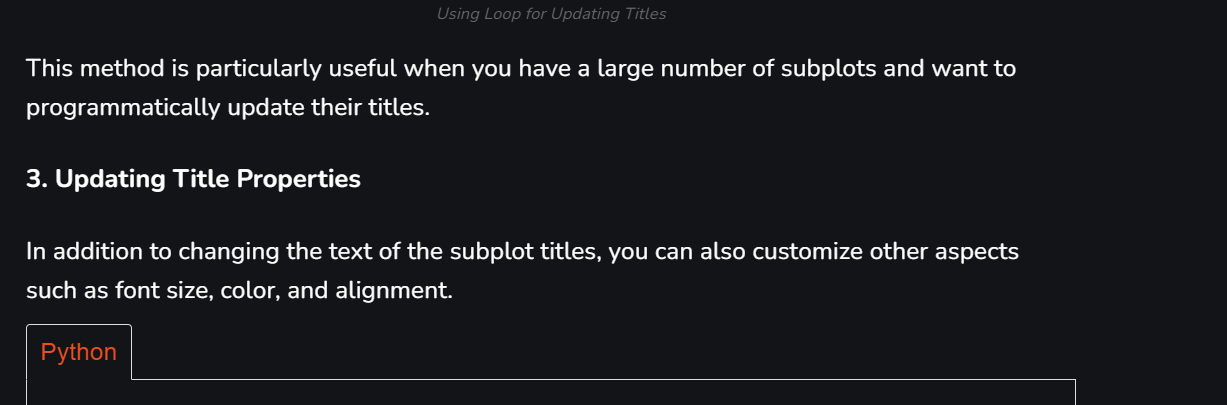 Using Loop for Updating Titles
This method is particularly useful when you have a large number of subplots and want to
programmatically update their titles.
3. Updating Title Properties
In addition to changing the text of the subplot titles, you can also customize other aspects
such as font size, color, and alignment.
Python